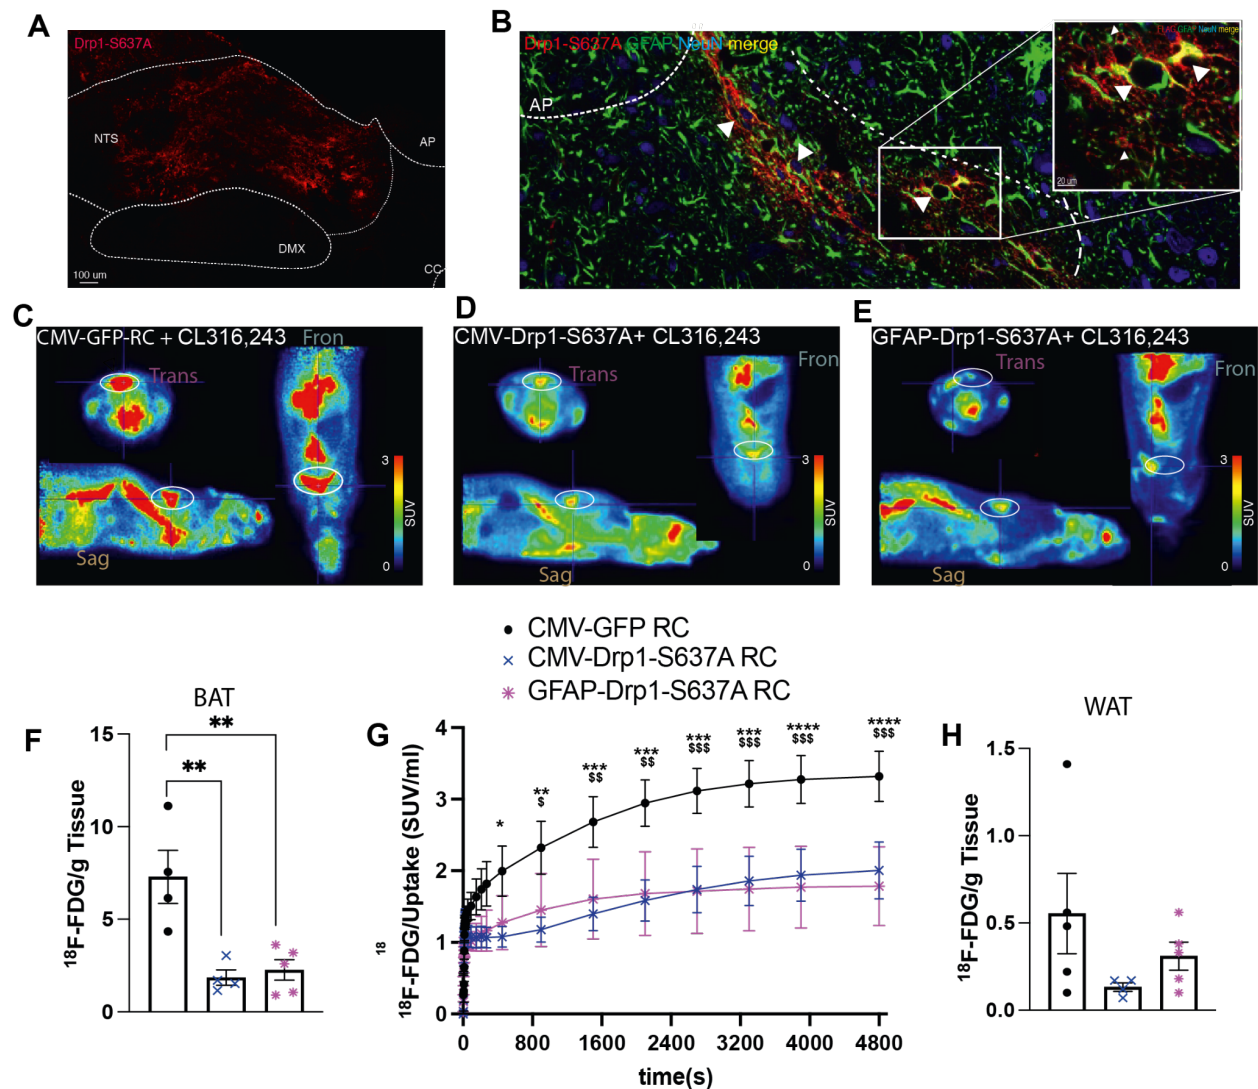 A
Drp1-S637A
NTS
AP
DMX
CC
100 um
B
Drp1-S637A GFAP NeuN merge
AP
GFAP NeuN merge
20 um
C
CMV-GFP-RC + CL316,243
Fron
Trans
Sag
3
SUV
0
D
CMV-Drp1-S637A+ CL316,243
Trans
Fron
Sag
3
SUV
0
E
GFAP-Drp1-S637A+ CL316,243
Trans
Fron
Sag
3
SUV
0
CMV-GFP RC
CMV-Drp1-S637A RC
GFAP-Drp1-S637A RC
F
BAT
18F-FDG/g Tissue
15
10
5
0
**
**
G
18
18F-FDG/Uptake (SUV/ml)
4
3
2
1
0
*
** *** *** *** *** **** ****
$ $$ $$ $$$ $$$ $$$ $$$
0 800 1600 2400 3200 4000 4800
time(s)
H
WAT
18F-FDG/g Tissue
1.5
1.0
0.5
0.0